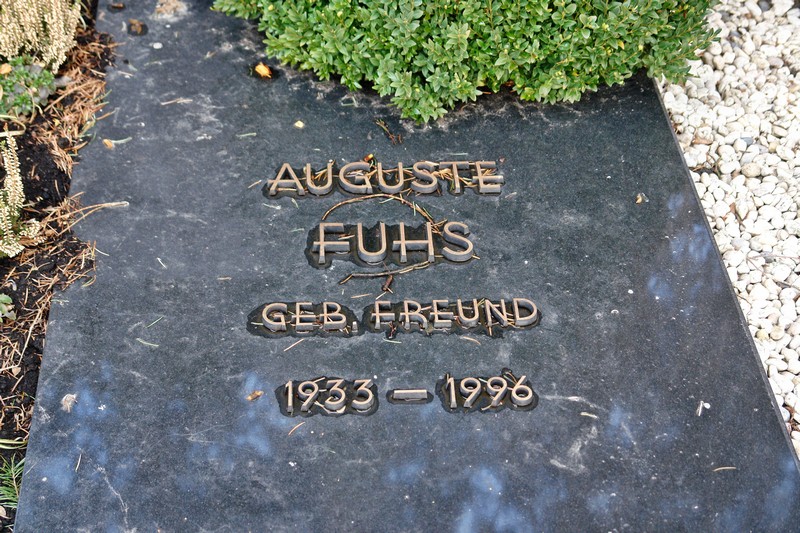 AUGUSTE
FUHS
GEB. FREUND
1933 – 1996